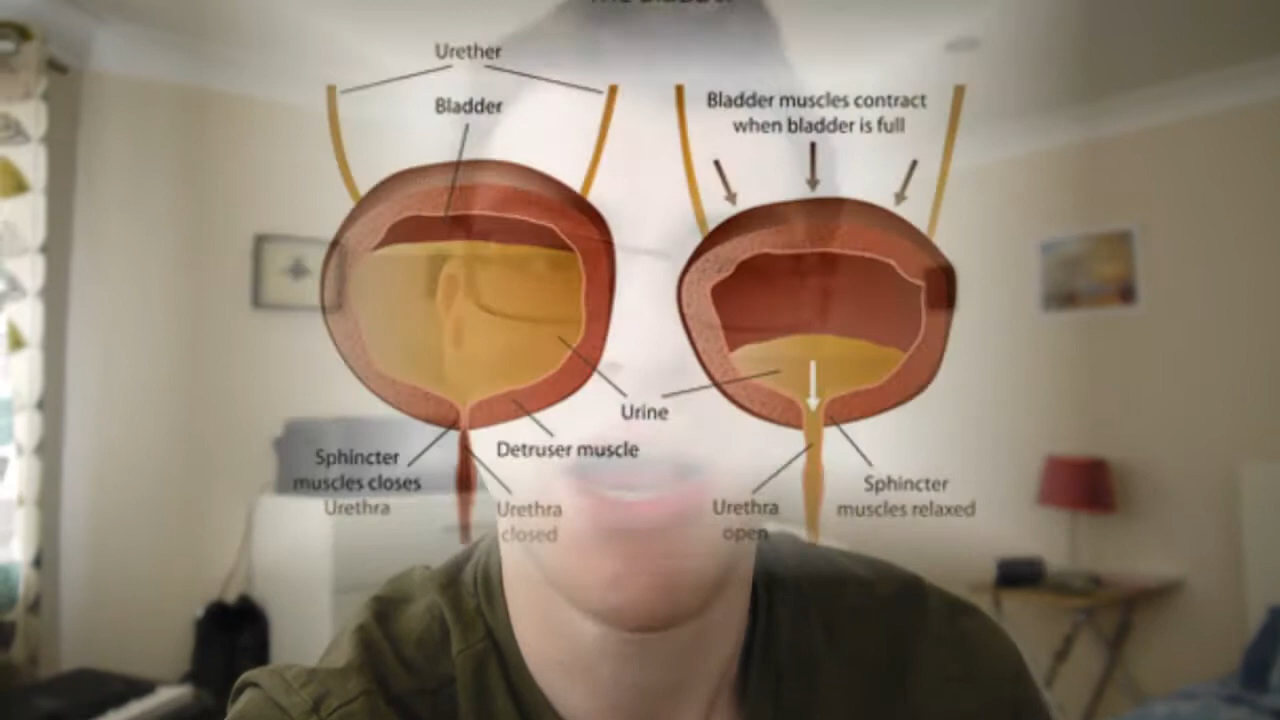 Urether
Bladder
Bladder muscles contract
when bladder is full
Urine
Detruser muscle
Sphincter
muscles closes
Urethra
Urethra
closed
Urethra
open
Sphincter
muscles relaxed